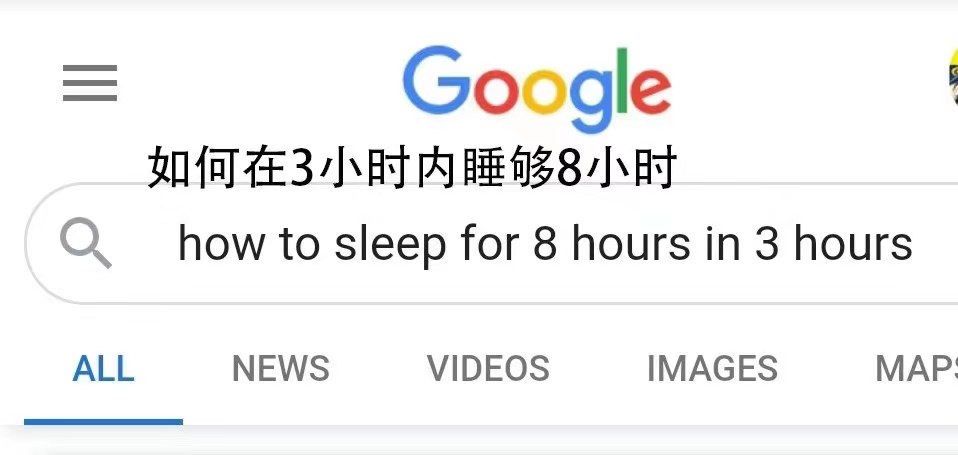 Google
如何在3小时内睡够8小时
how to sleep for 8 hours in 3 hours
ALL NEWS VIDEOS IMAGES MAPS